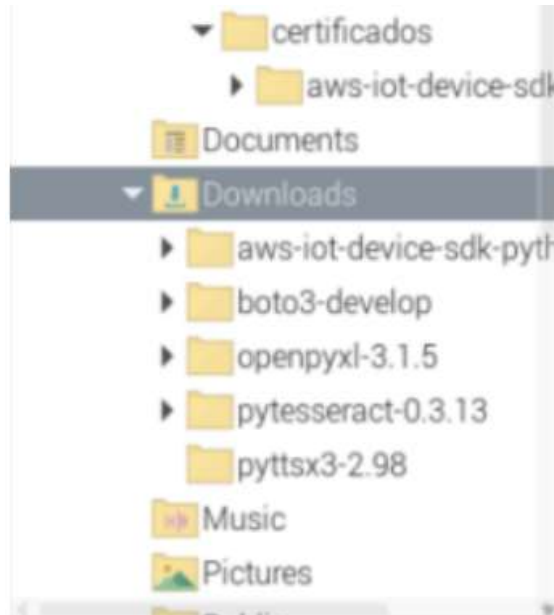 certificados
aws-iot-device-sdk
Documents
Downloads
aws-iot-device-sdk-pyth
boto3-develop
openpyxl-3.1.5
pytesseract-0.3.13
pyttsx3-2.98
Music
Pictures